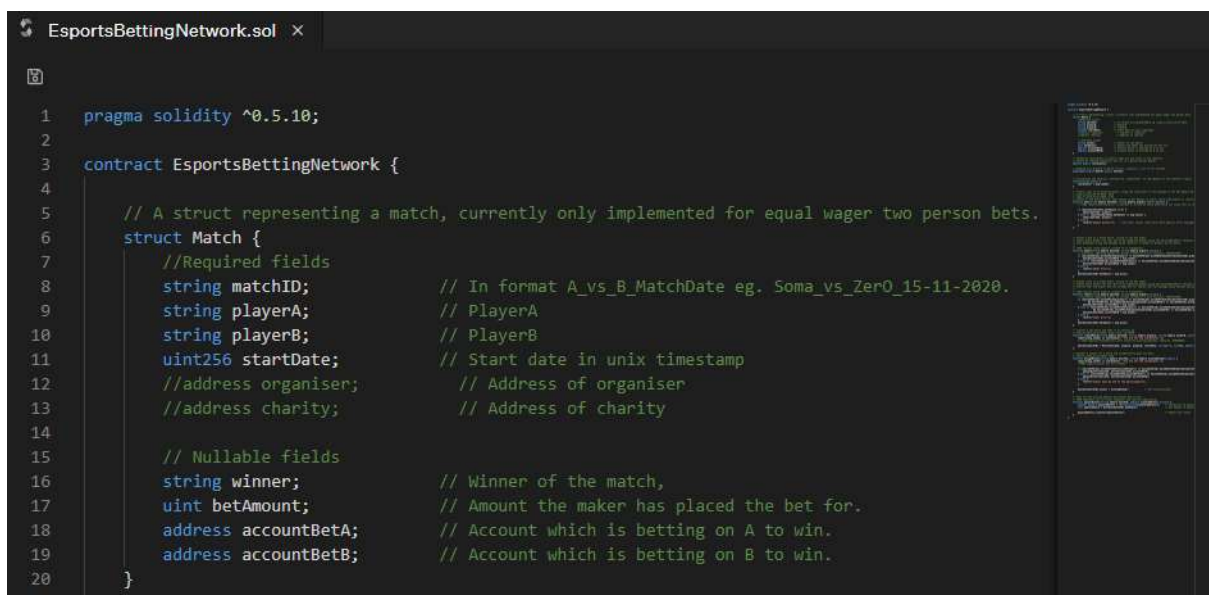 EsportsBettingNetwork.sol ×
1 pragma solidity ^0.5.10;
2
3 contract EsportsBettingNetwork {
4
5 // A struct representing a match, currently only implemented for equal wager two person bets.
6 struct Match {
7 //Required fields
8 string matchID; // In format A_vs_B_MatchDate eg. Soma_vs_ZerO_15-11-2020.
9 string playerA; // PlayerA
10 string playerB; // PlayerB
11 uint256 startDate; // Start date in unix timestamp
12 //address organiser; // Address of organiser
13 //address charity; // Address of charity
14
15 // Nullable fields
16 string winner; // Winner of the match,
17 uint betAmount; // Amount the maker has placed the bet for.
18 address accountBetA; // Account which is betting on A to win.
19 address accountBetB; // Account which is betting on B to win.
20 }